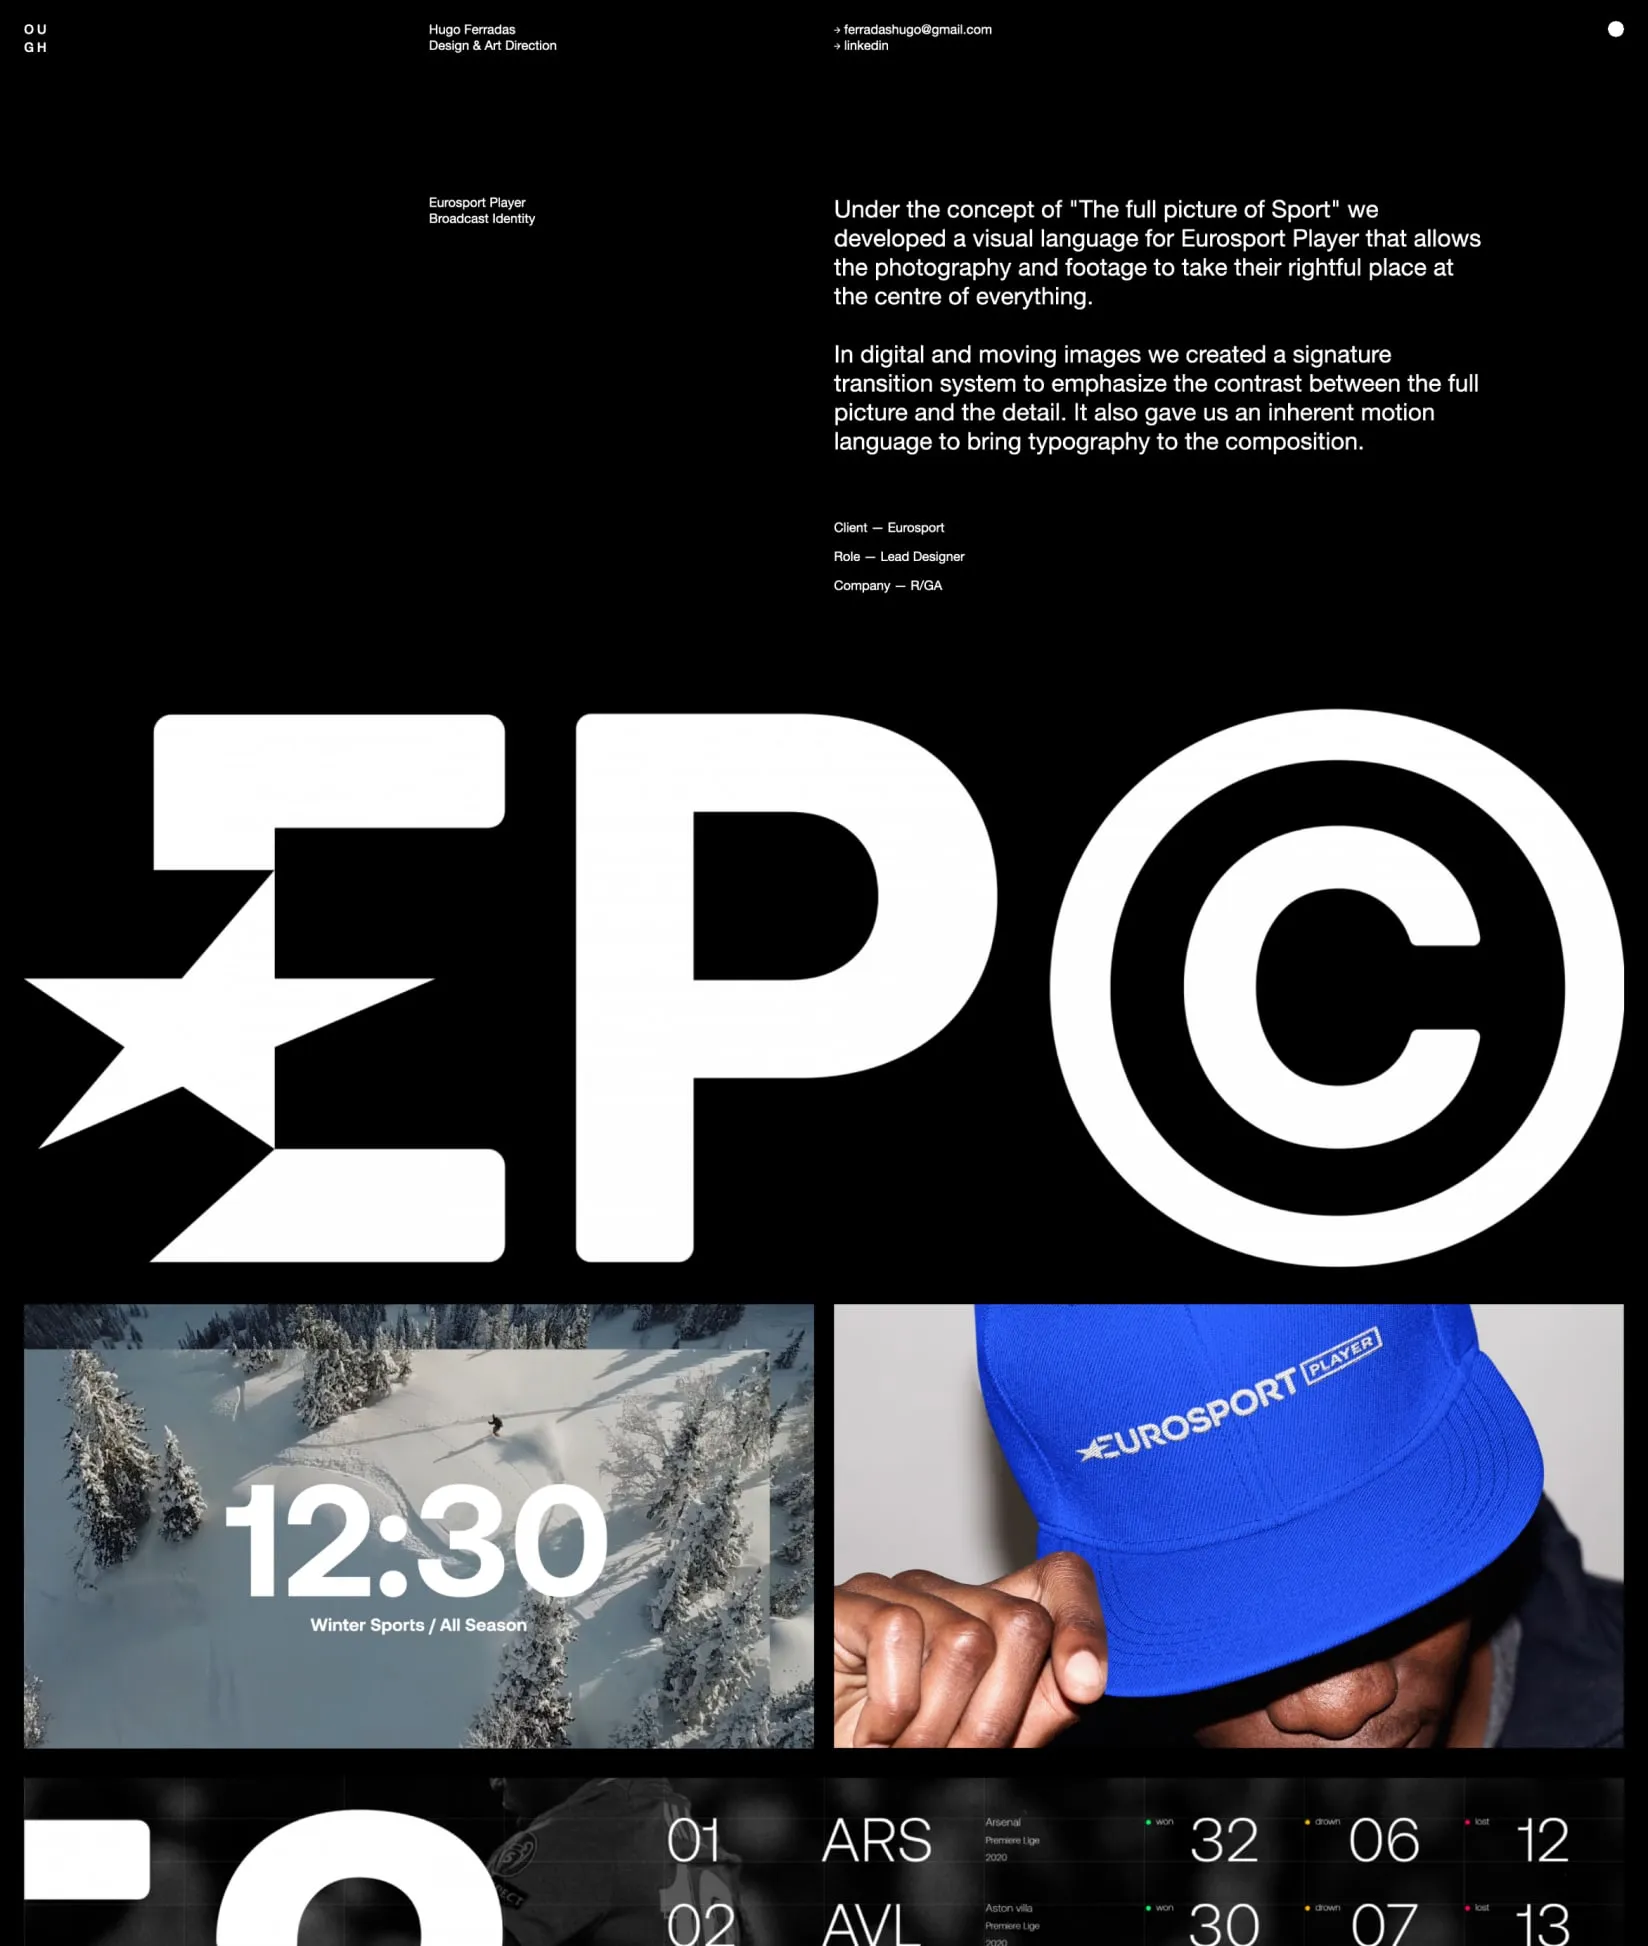 OU
GH
Hugo Ferradas
Design & Art Direction
→ ferradashugo@gmail.com
→ linkedin
Eurosport Player
Broadcast Identity
Under the concept of "The full picture of Sport" we
developed a visual language for Eurosport Player that allows
the photography and footage to take their rightful place at
the centre of everything.
In digital and moving images we created a signature
transition system to emphasize the contrast between the full
picture and the detail. It also gave us an inherent motion
language to bring typography to the composition.
Client — Eurosport
Role — Lead Designer
Company — R/GA
EP©
12:30
Winter Sports / All Season
EUROSPORT PLAYER
01 ARS Arsenal won 32 drown 06 lost 12
Premiere Lige
2020
02 AVL Aston villa won 30 drown 07 lost 13
Premiere Lige
2020